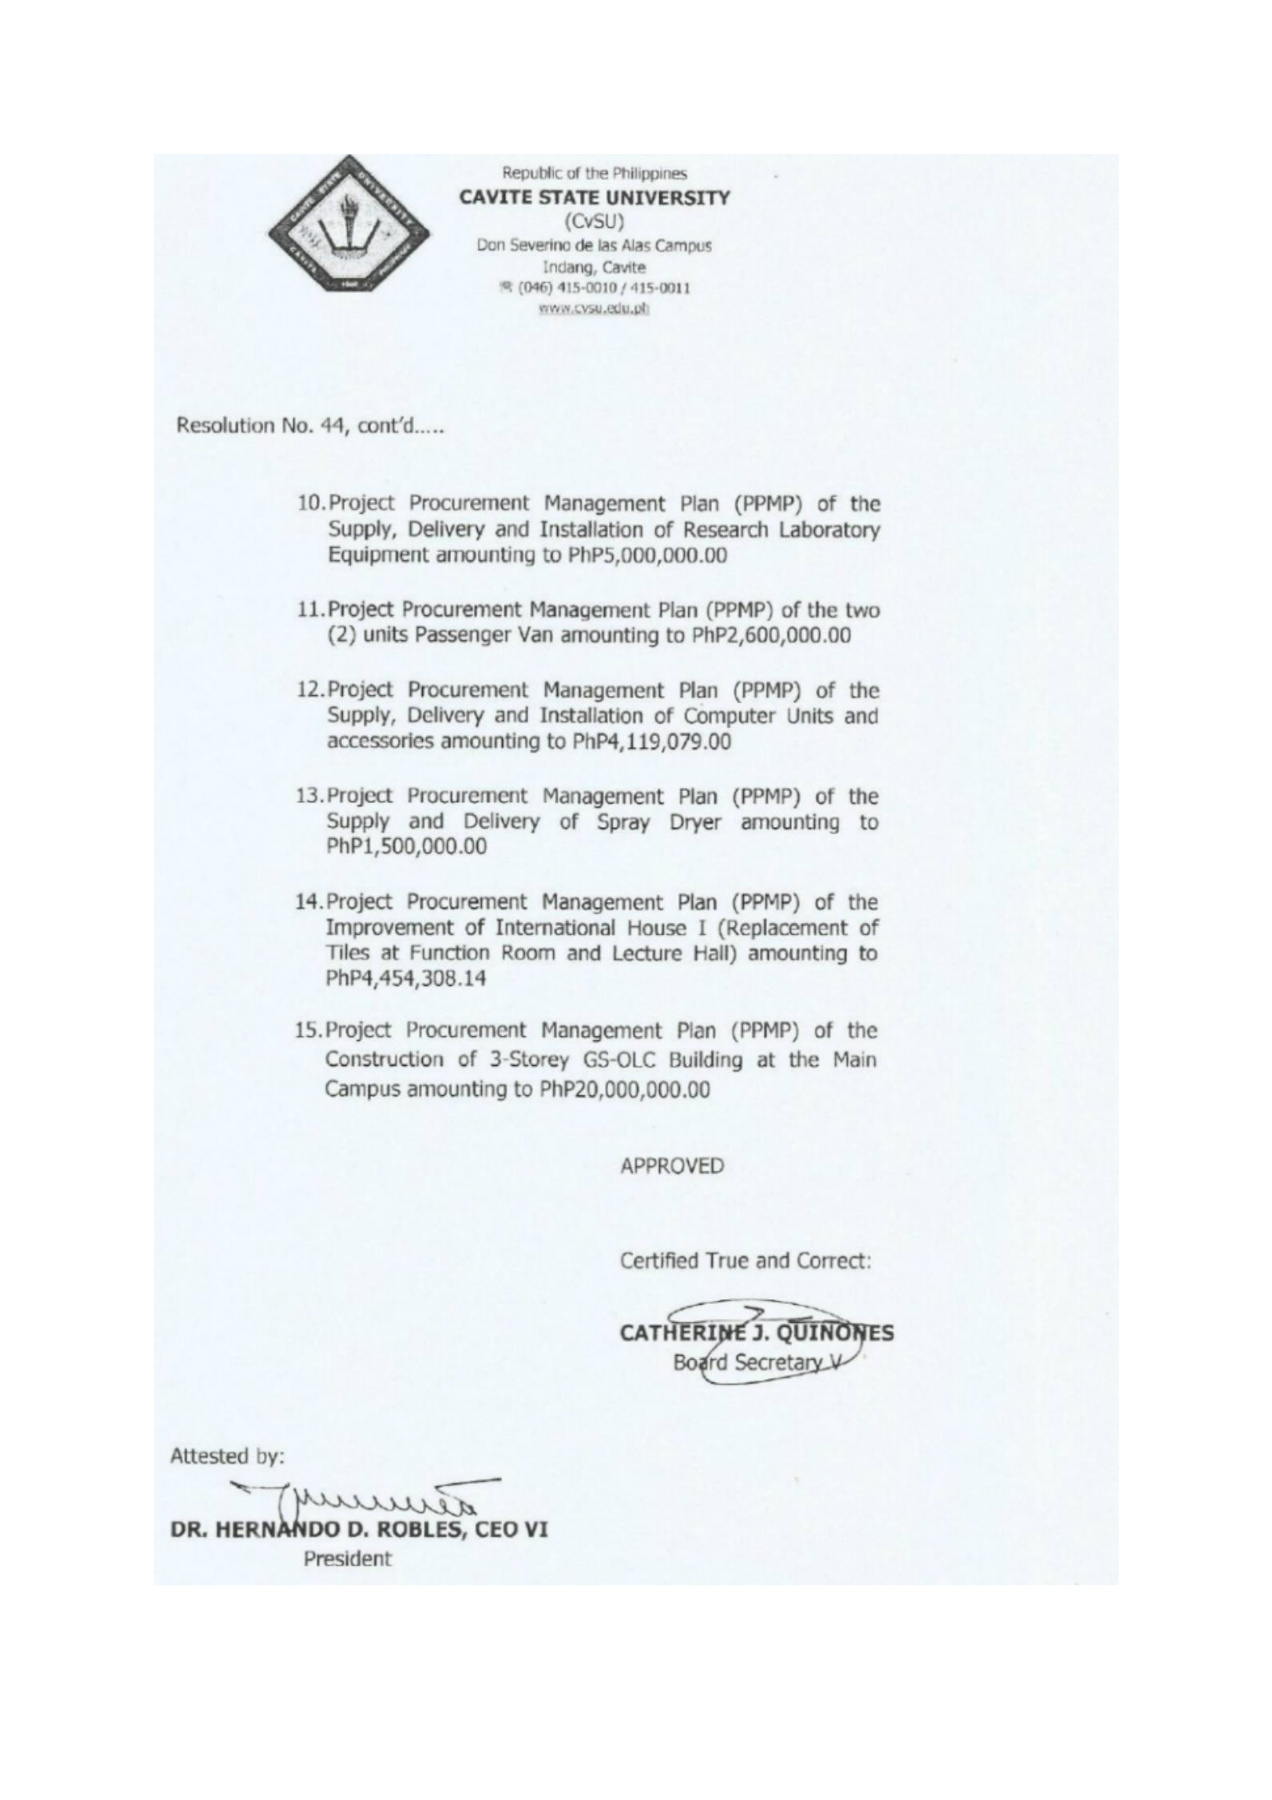 CAVITE STATE UNIVERSITY
CAVITE
Republic of the Philippines
CAVITE STATE UNIVERSITY
(CvSU)
Don Severino de las Alas Campus
Indang, Cavite
☎ (046) 415-0010 / 415-0011
www.cvsu.edu.ph
Resolution No. 44, cont'd.....
10. Project Procurement Management Plan (PPMP) of the
Supply, Delivery and Installation of Research Laboratory
Equipment amounting to PhP5,000,000.00
11. Project Procurement Management Plan (PPMP) of the two
(2) units Passenger Van amounting to PhP2,600,000.00
12. Project Procurement Management Plan (PPMP) of the
Supply, Delivery and Installation of Computer Units and
accessories amounting to PhP4,119,079.00
13. Project Procurement Management Plan (PPMP) of the
Supply and Delivery of Spray Dryer amounting to
PhP1,500,000.00
14. Project Procurement Management Plan (PPMP) of the
Improvement of International House I (Replacement of
Tiles at Function Room and Lecture Hall) amounting to
PhP4,454,308.14
15. Project Procurement Management Plan (PPMP) of the
Construction of 3-Storey GS-OLC Building at the Main
Campus amounting to PhP20,000,000.00
APPROVED
Certified True and Correct:
CATHERINE J. QUIÑONES
Board Secretary V
Attested by:
DR. HERNANDO D. ROBLES, CEO VI
President